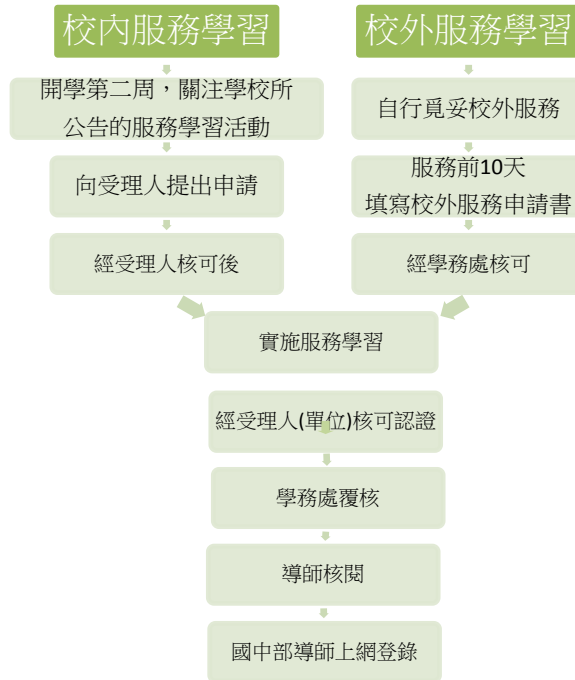 校內服務學習
開學第二周，關注學校所
公告的服務學習活動
向受理人提出申請
經受理人核可後
校外服務學習
自行覓妥校外服務
服務前10天
填寫校外服務申請書
經學務處核可
實施服務學習
經受理人(單位)核可認證
學務處覆核
導師核閱
國中部導師上網登錄